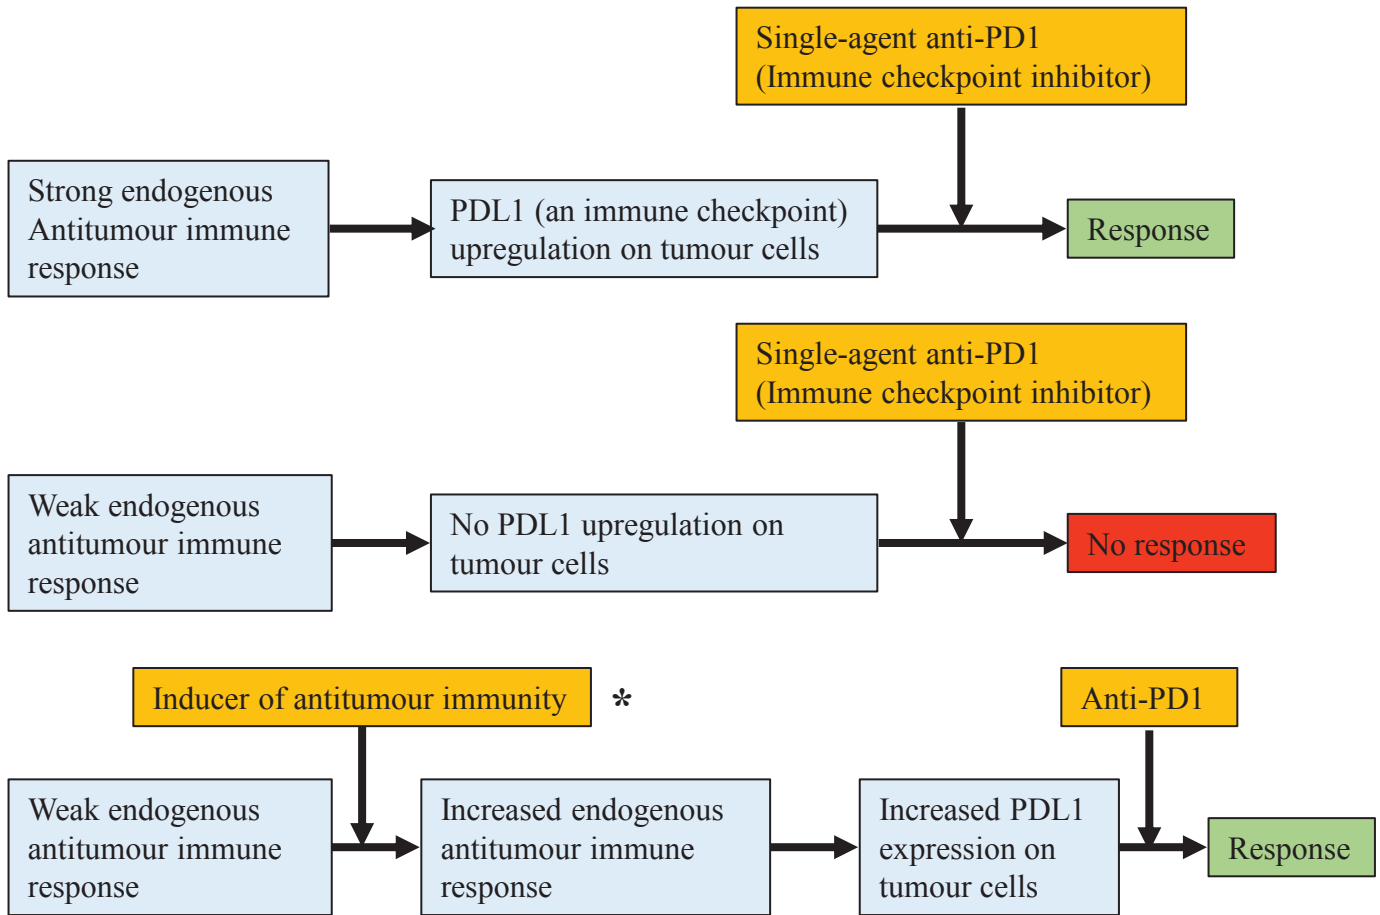 Single-agent anti-PD1
(Immune checkpoint inhibitor)
Strong endogenous
Antitumour immune
response
PDL1 (an immune checkpoint)
upregulation on tumour cells
Response
Single-agent anti-PD1
(Immune checkpoint inhibitor)
Weak endogenous
antitumour immune
response
No PDL1 upregulation on
tumour cells
No response
Inducer of antitumour immunity *
Anti-PD1
Weak endogenous
antitumour immune
response
Increased endogenous
antitumour immune
response
Increased PDL1
expression on
tumour cells
Response